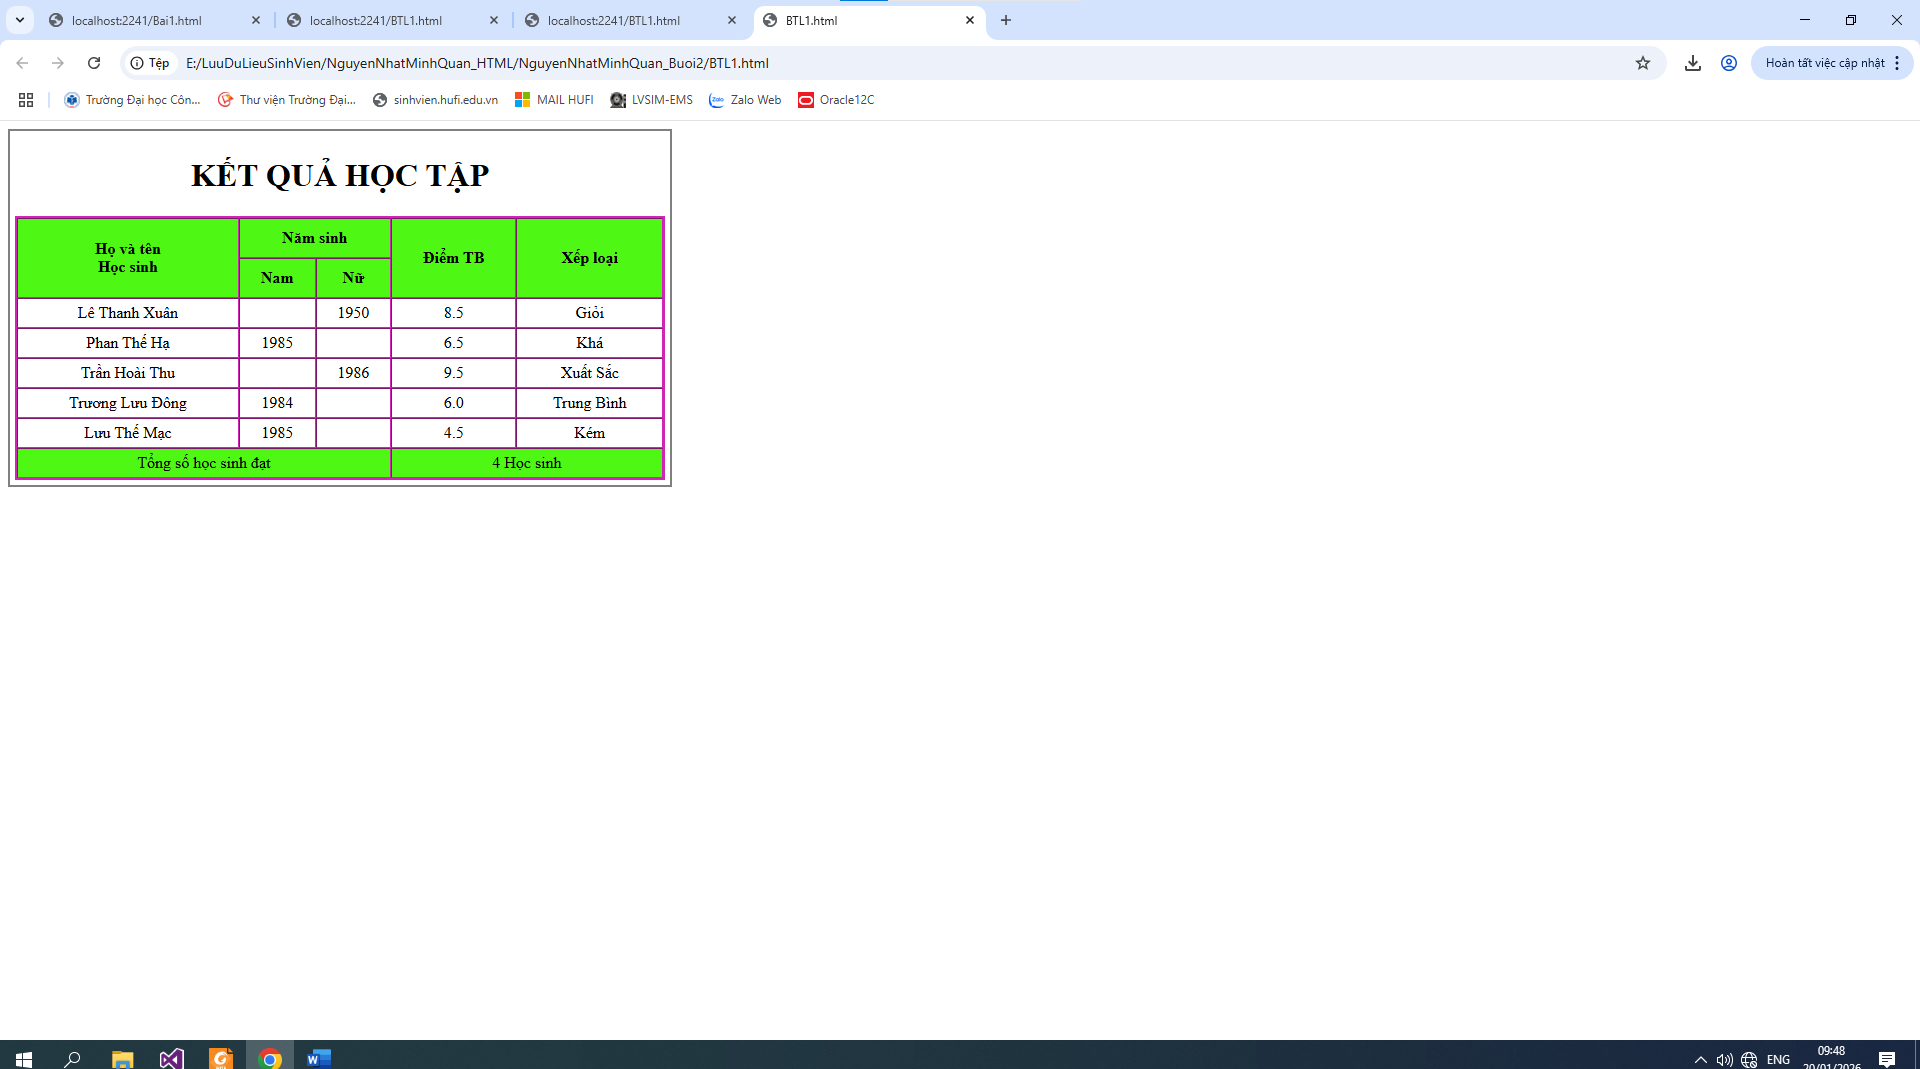 localhost:2241/Bai1.html
localhost:2241/BTL1.html
localhost:2241/BTL1.html
BTL1.html
Tệp
E:/LuuDuLieuSinhVien/NguyenNhatMinhQuan_HTML/NguyenNhatMinhQuan_Buoi2/BTL1.html
Hoàn tất việc cập nhật
Trường Đại học Côn...
Thư viện Trường Đại...
sinhvien.hufi.edu.vn
MAIL HUFI
LVSIM-EMS
Zalo Web
Oracle12C
KẾT QUẢ HỌC TẬP
Họ và tên
Học sinh
Năm sinh
Điểm TB
Xếp loại
Nam
Nữ
Lê Thanh Xuân 1950 8.5 Giỏi
Phan Thế Hạ 1985 6.5 Khá
Trần Hoài Thu 1986 9.5 Xuất Sắc
Trương Lưu Đông 1984 6.0 Trung Bình
Lưu Thế Mạc 1985 4.5 Kém
Tổng số học sinh đạt 4 Học sinh
ENG
09:48
20/01/2026